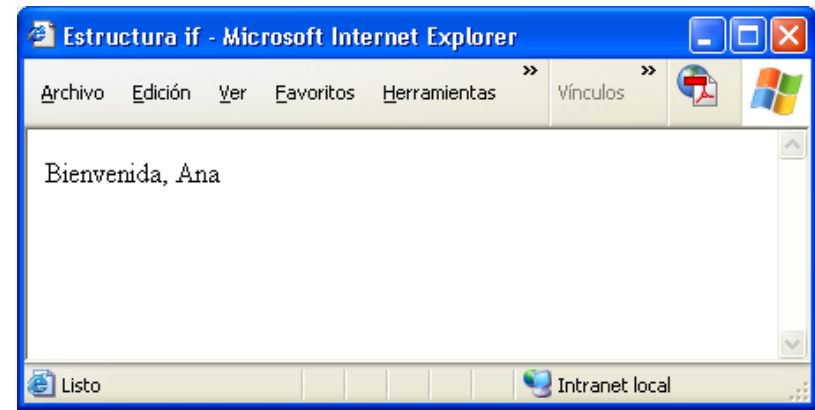 Estructura if - Microsoft Internet Explorer
Archivo Edición Ver Favoritos Herramientas » Vínculos »
Bienvenida, Ana
Listo Intranet local